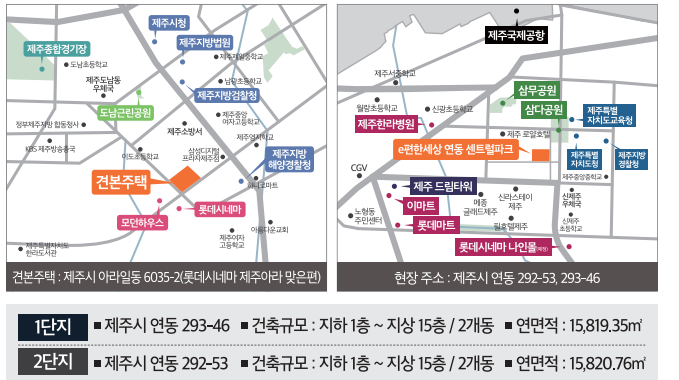 제주시청
제주지방법원
제주종합경기장
도남초등학교
제주제일중학교
제주도남동
우체국
남광초등학교
제주지방검찰청
도남근린공원
정부제주지방 합동청사
제주소방서
제주중앙
여자고등학교
KBS 제주방송총국
제주영지학교
이도초등학교
삼성디지털
프라자제주점
제주지방
해양경찰청
견본주택
하나로마트
모던하우스
롯데시네마
아름다운교회
제주여자
고등학교
제주특별자치도
한라도서관
견본주택 : 제주시 아라일동 6035-2(롯데시네마 제주아라 맞은편)
제주국제공항
제주서중학교
삼무공원
월랑초등학교
신광초등학교
삼다공원
제주특별
자치도교육청
제주한라병원
제주 로얄호텔
e편한세상 연동 센트럴파크
제주특별
자치도청
제주지방
경찰청
CGV
제주중앙중학교
제주 드림타워
이마트
메종
글래드제주
신라스테이
제주
신제주
우체국
노형동
주민센터
롯데마트
펄호텔제주
신제주
초등학교
롯데시네마 나인몰(예정)
현장 주소 : 제주시 연동 292-53, 293-46
1단지 ■ 제주시 연동 293-46 ■ 건축규모 : 지하 1층 ~ 지상 15층 / 2개동 ■ 연면적 : 15,819.35㎡
2단지 ■ 제주시 연동 292-53 ■ 건축규모 : 지하 1층 ~ 지상 15층 / 2개동 ■ 연면적 : 15,820.76㎡